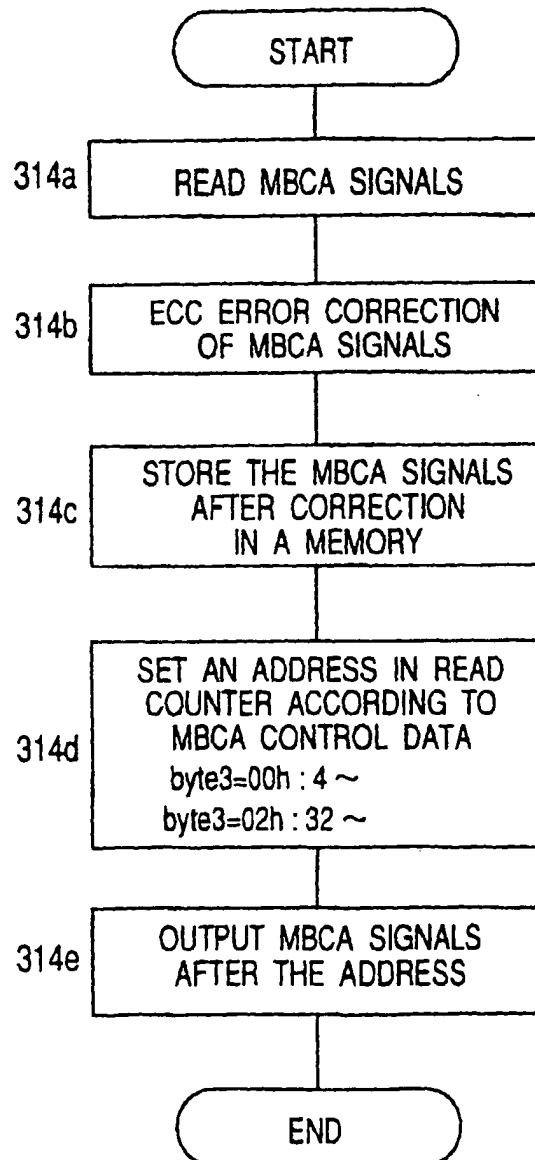 START
314a
READ MBCA SIGNALS
314b
ECC ERROR CORRECTION
OF MBCA SIGNALS
314c
STORE THE MBCA SIGNALS
AFTER CORRECTION
IN A MEMORY
314d
SET AN ADDRESS IN READ
COUNTER ACCORDING TO
MBCA CONTROL DATA
byte3=00h : 4 ~
byte3=02h : 32 ~
314e
OUTPUT MBCA SIGNALS
AFTER THE ADDRESS
END